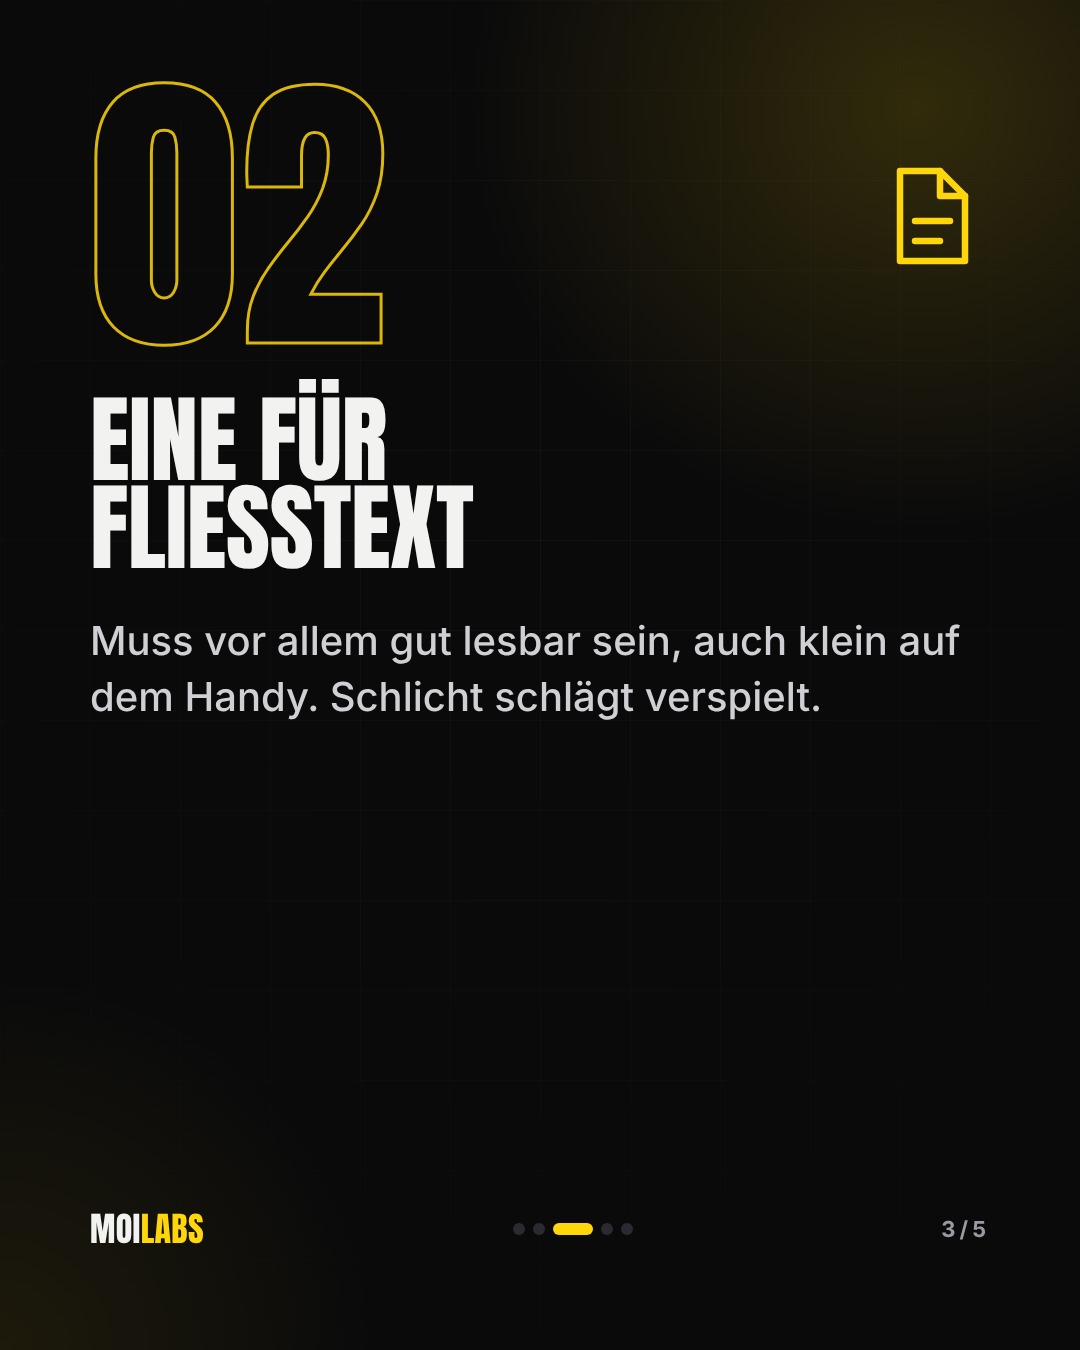 02
EINE FÜR
FLIESSTEXT
Muss vor allem gut lesbar sein, auch klein auf
dem Handy. Schlicht schlägt verspielt.
MOILABS
3 / 5